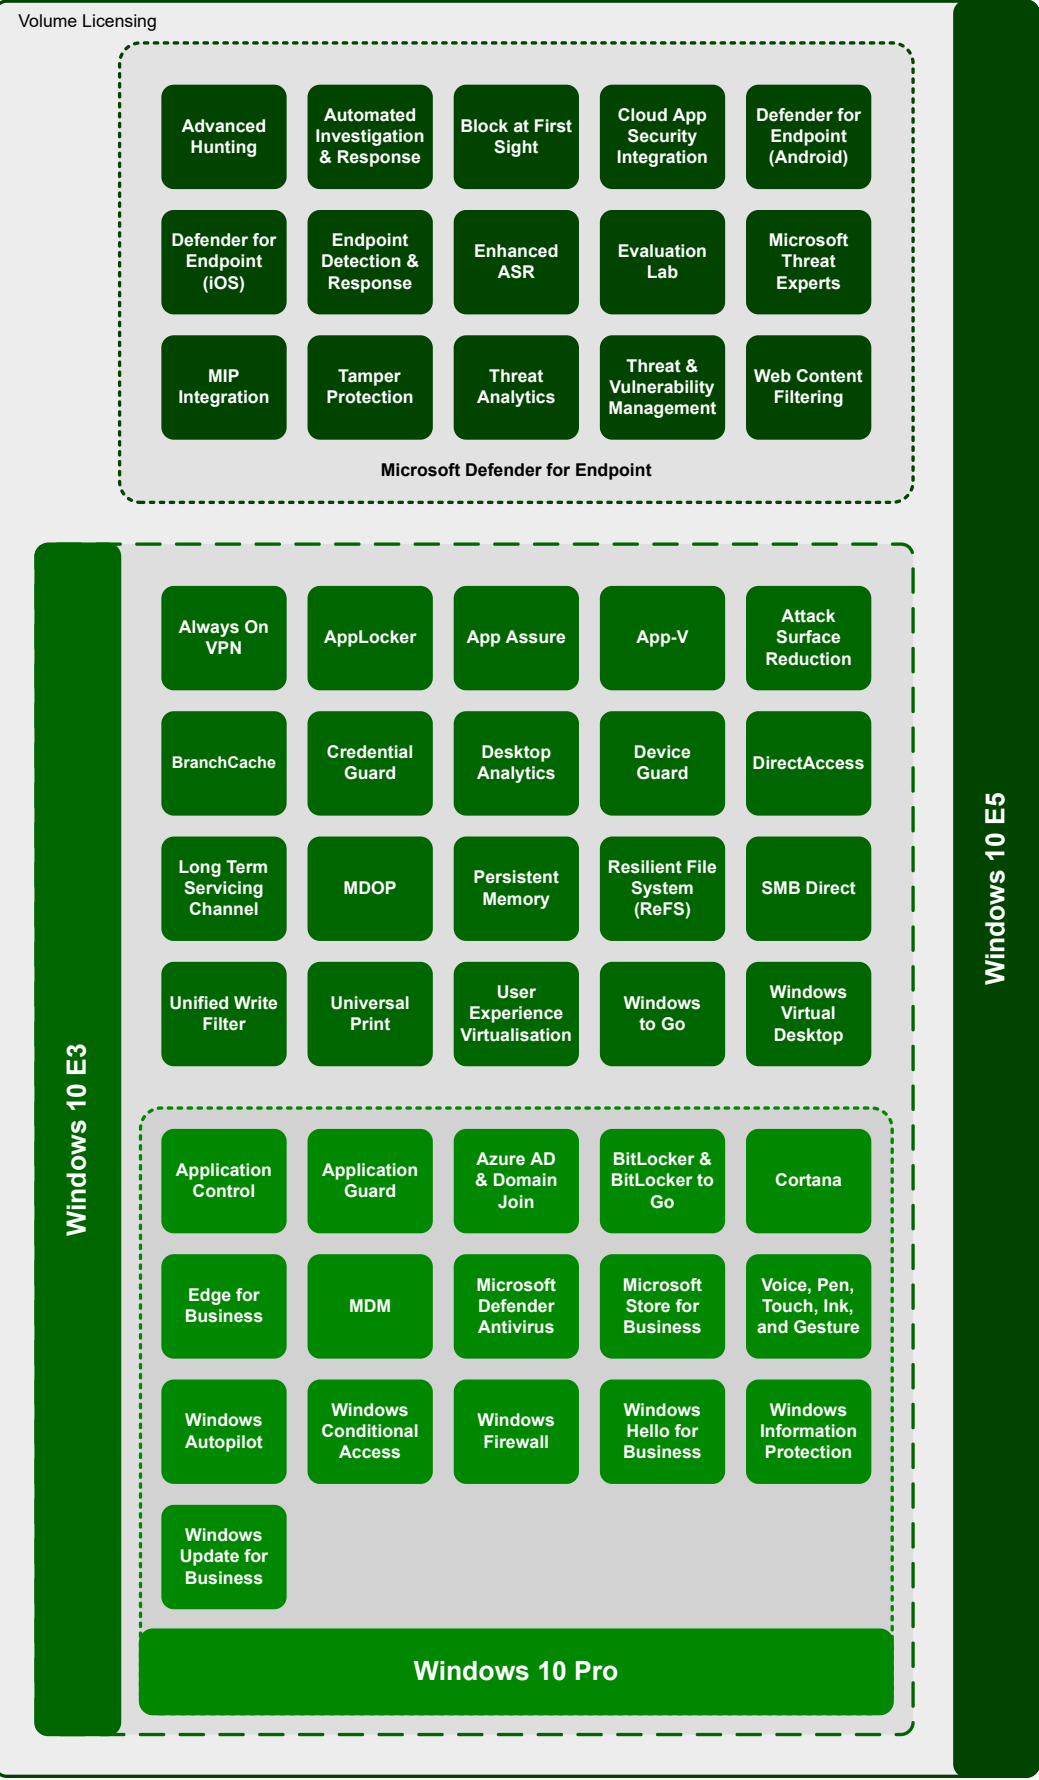 Volume Licensing
Advanced
Hunting
Automated
Investigation
& Response
Block at First
Sight
Cloud App
Security
Integration
Defender for
Endpoint
(Android)
Defender for
Endpoint
(iOS)
Endpoint
Detection &
Response
Enhanced
ASR
Evaluation
Lab
Microsoft
Threat
Experts
MIP
Integration
Tamper
Protection
Threat
Analytics
Threat &
Vulnerability
Management
Web Content
Filtering
Microsoft Defender for Endpoint
Always On
VPN
AppLocker
App Assure
App-V
Attack
Surface
Reduction
BranchCache
Credential
Guard
Desktop
Analytics
Device
Guard
DirectAccess
Long Term
Servicing
Channel
MDOP
Persistent
Memory
Resilient File
System
(ReFS)
SMB Direct
Unified Write
Filter
Universal
Print
User
Experience
Virtualisation
Windows
to Go
Windows
Virtual
Desktop
Application
Control
Application
Guard
Azure AD
& Domain
Join
BitLocker &
BitLocker to
Go
Cortana
Edge for
Business
MDM
Microsoft
Defender
Antivirus
Microsoft
Store for
Business
Voice, Pen,
Touch, Ink,
and Gesture
Windows
Autopilot
Windows
Conditional
Access
Windows
Firewall
Windows
Hello for
Business
Windows
Information
Protection
Windows
Update for
Business
Windows 10 Pro
Windows 10 E3
Windows 10 E5